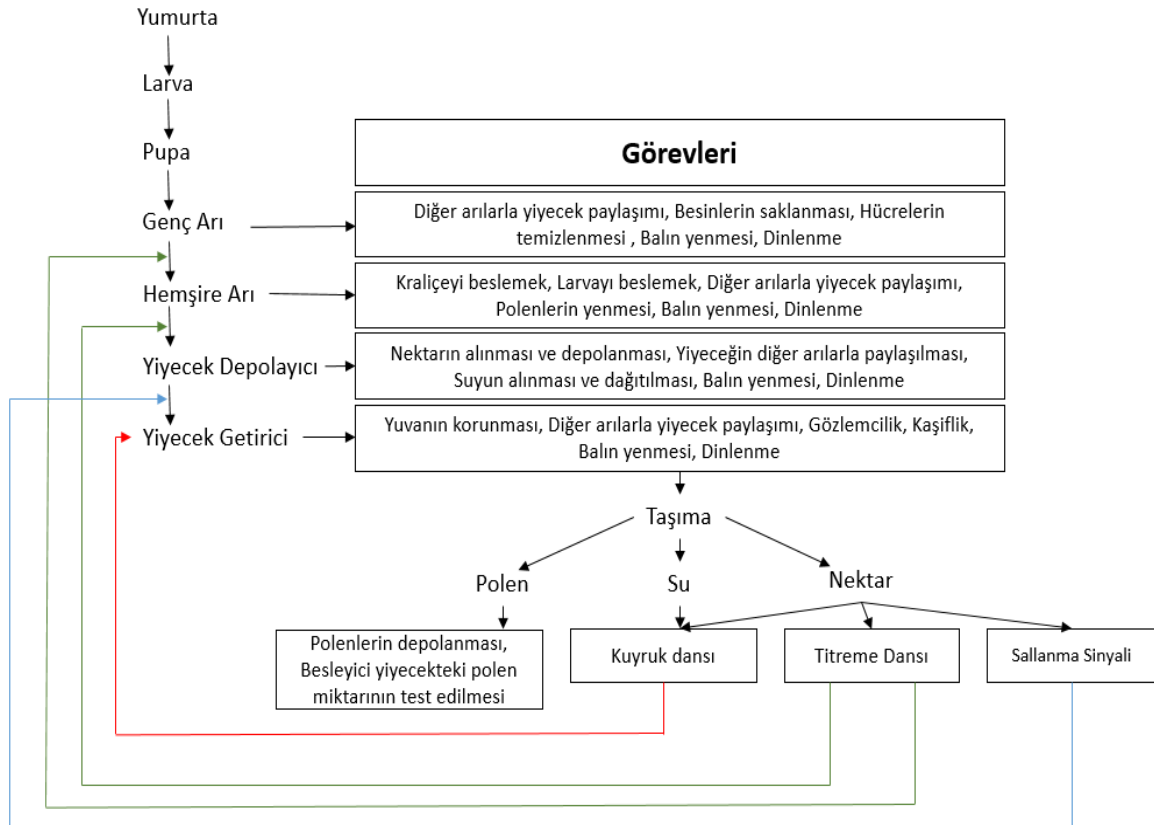 Yumurta
Larva
Pupa
Görevleri
Genç Arı
Diğer arılarla yiyecek paylaşımı, Besinlerin saklanması, Hücrelerin
temizlenmesi , Balın yenmesi, Dinlenme
Hemşire Arı
Kraliçeyi beslemek, Larvayı beslemek, Diğer arılarla yiyecek paylaşımı,
Polenlerin yenmesi, Balın yenmesi, Dinlenme
Yiyecek Depolayıcı
Nektarın alınması ve depolanması, Yiyeceğin diğer arılarla paylaşılması,
Suyun alınması ve dağıtılması, Balın yenmesi, Dinlenme
Yiyecek Getirici
Yuvanın korunması, Diğer arılarla yiyecek paylaşımı, Gözlemcilik, Kaşiflik,
Balın yenmesi, Dinlenme
Taşıma
Polen
Su
Nektar
Polenlerin depolanması,
Besleyici yiyecekteki polen
miktarının test edilmesi
Kuyruk dansı
Titreme Dansı
Sallanma Sinyali